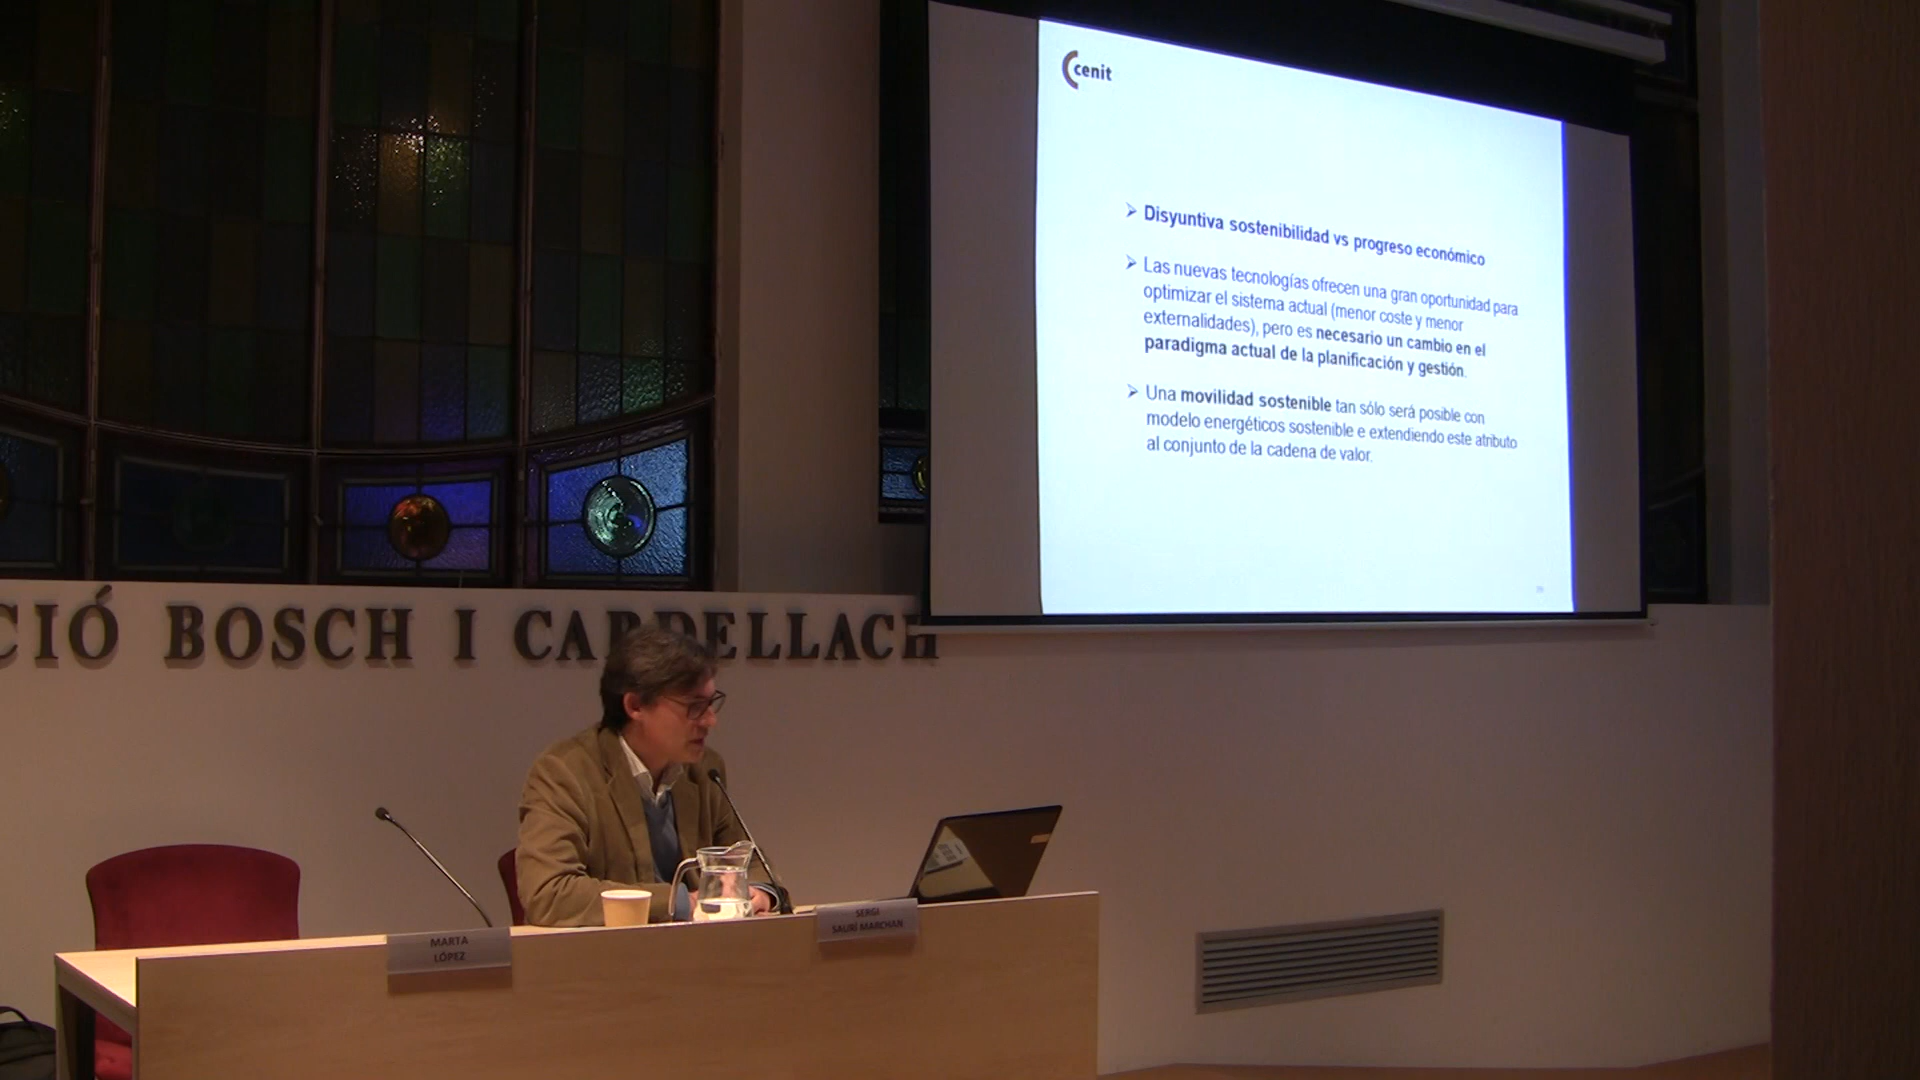 cenit
Disyuntiva sostenibilidad vs progreso económico
Las nuevas tecnologías ofrecen una gran oportunidad para
optimizar el sistema actual (menor coste y menor
externalidades), pero es necesario un cambio en el
paradigma actual de la planificación y gestión.
Una movilidad sostenible tan sólo será posible con
modelo energéticos sostenible e extendiendo este atributo
al conjunto de la cadena de valor.
CIÓ BOSCH I CARDELLACH
MARTA
LÓPEZ
SERGI
SAURÍ MARCHAN